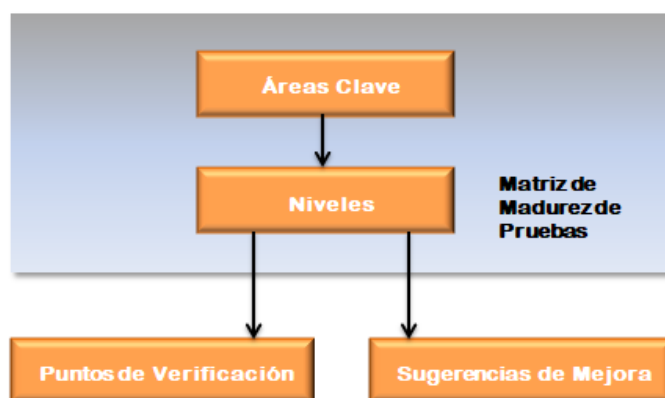 Áreas Clave
Niveles
Matriz de
Madurez de
Pruebas
Puntos de Verificación
Sugerencias de Mejora